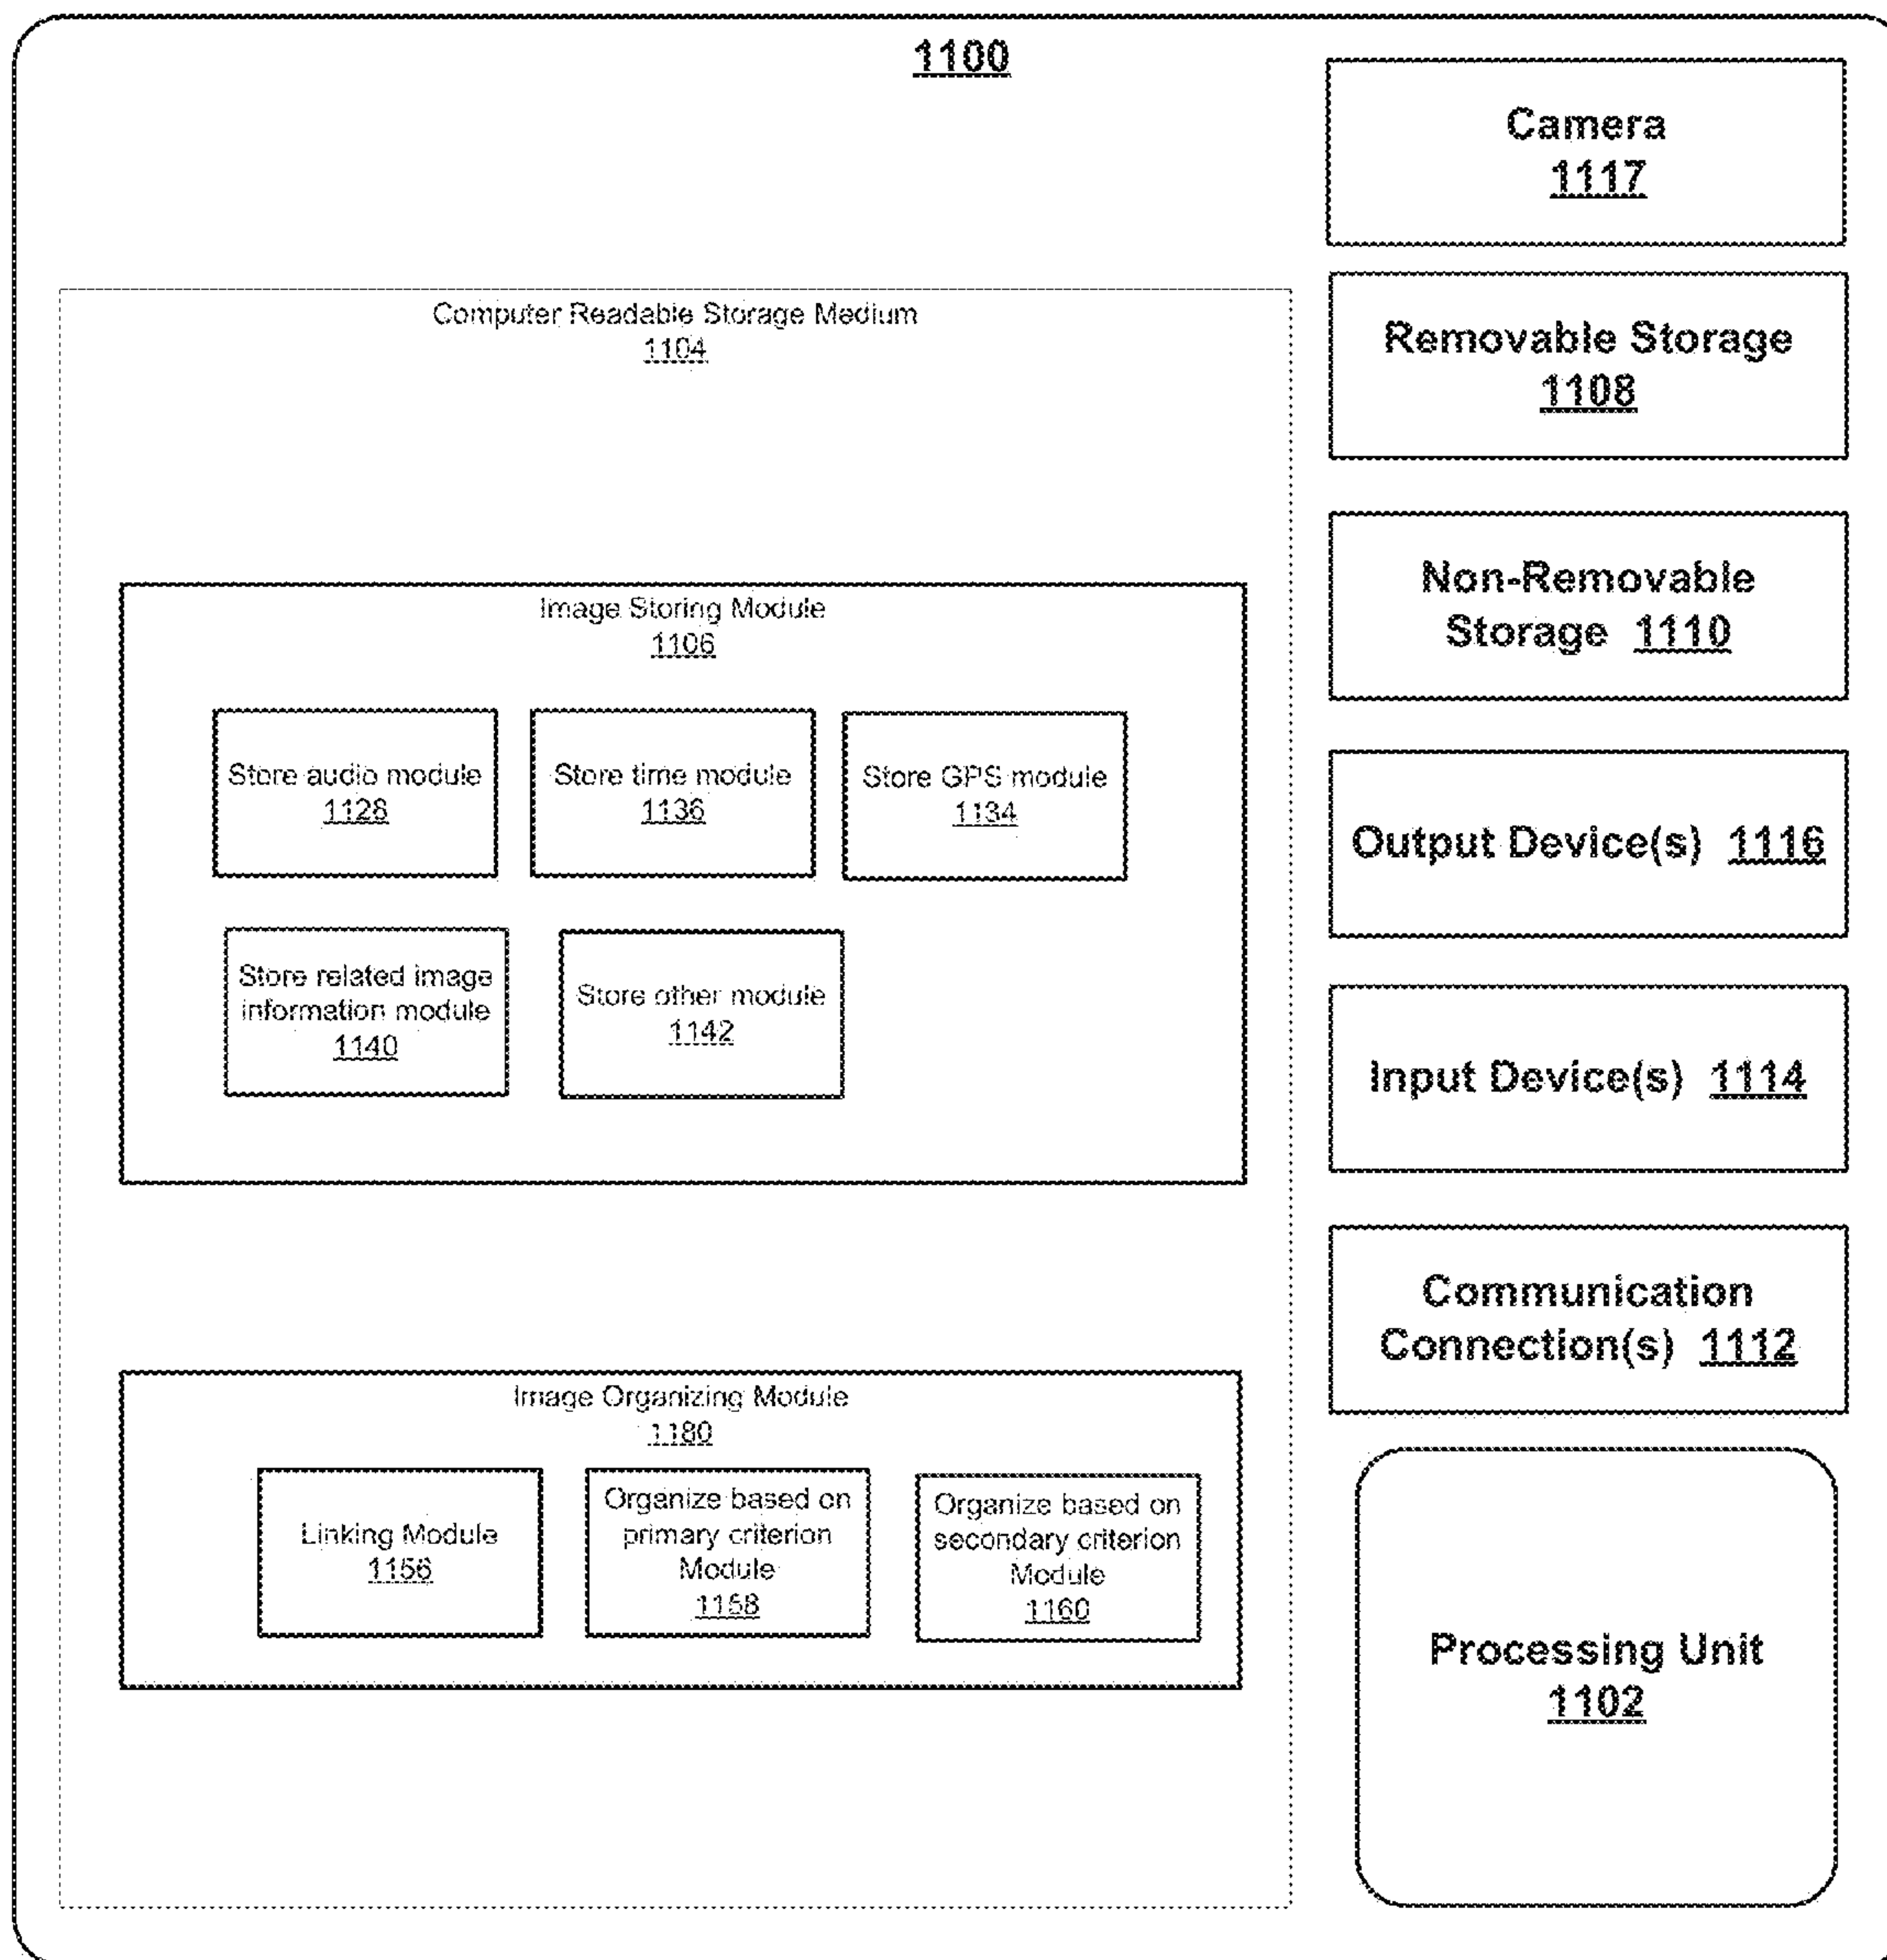 1100
Camera
1117
Computer Readable Storage Medium
1104
Removable Storage
1108
Non-Removable
Storage 1110
Image Storing Module
1106
Store audio module
1128
Store time module
1136
Store GPS module
1134
Output Device(s) 1116
Store related image
information module
1140
Store other module
1142
Input Device(s) 1114
Communication
Connection(s) 1112
Image Organizing Module
1180
Linking Module
1156
Organize based on
primary criterion
Module
1158
Organize based on
secondary criterion
Module
1160
Processing Unit
1102